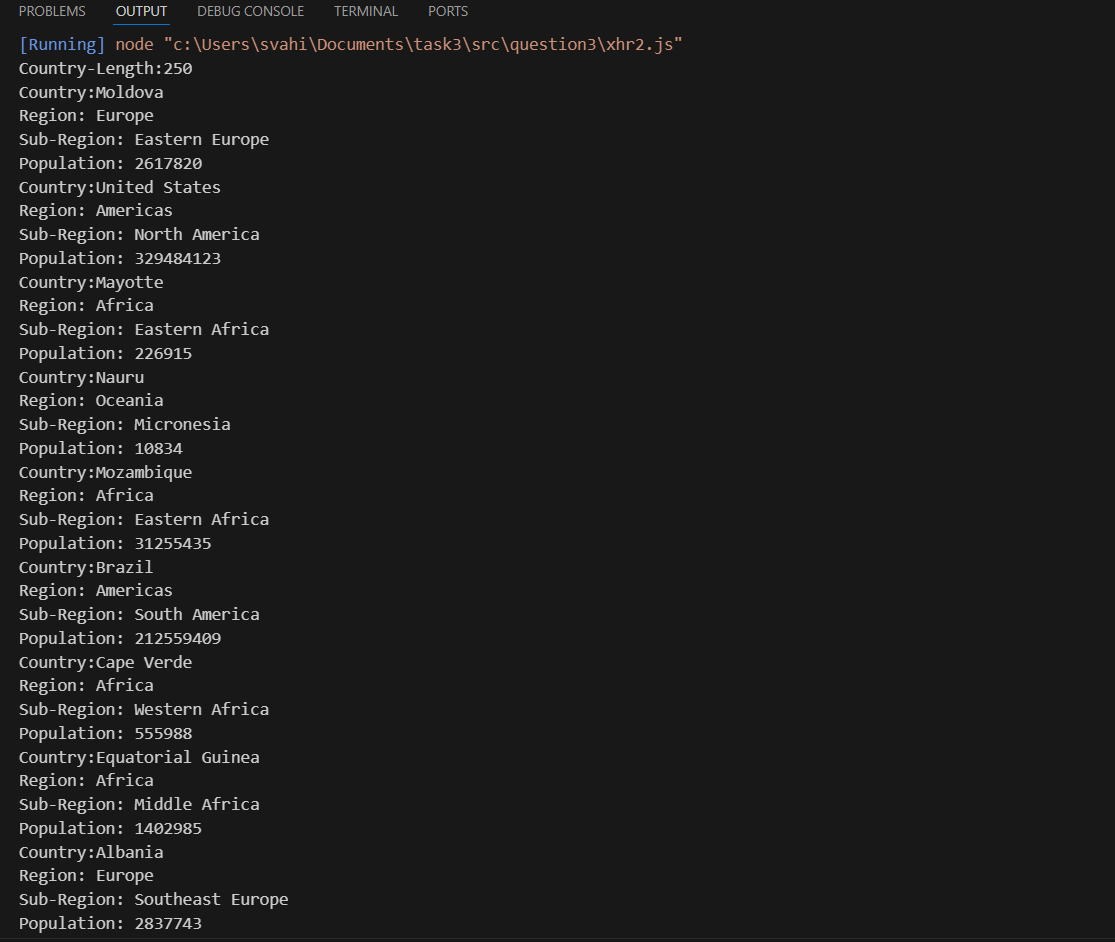 PROBLEMS OUTPUT DEBUG CONSOLE TERMINAL PORTS
[Running] node "c:\Users\svahi\Documents\task3\src\question3\xhr2.js"
Country-Length:250
Country:Moldova
Region: Europe
Sub-Region: Eastern Europe
Population: 2617820
Country:United States
Region: Americas
Sub-Region: North America
Population: 329484123
Country:Mayotte
Region: Africa
Sub-Region: Eastern Africa
Population: 226915
Country:Nauru
Region: Oceania
Sub-Region: Micronesia
Population: 10834
Country:Mozambique
Region: Africa
Sub-Region: Eastern Africa
Population: 31255435
Country:Brazil
Region: Americas
Sub-Region: South America
Population: 212559409
Country:Cape Verde
Region: Africa
Sub-Region: Western Africa
Population: 555988
Country:Equatorial Guinea
Region: Africa
Sub-Region: Middle Africa
Population: 1402985
Country:Albania
Region: Europe
Sub-Region: Southeast Europe
Population: 2837743